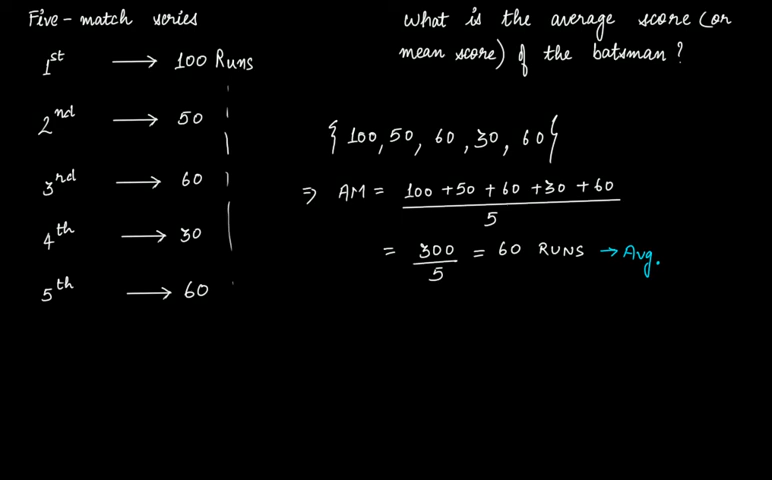 Five-match series
1st → 100 Runs
2nd → 50
3rd → 60
4th → 30
5th → 60
What is the average score (or
mean score) of the batsman?
{100, 50, 60, 30, 60}
⇒ AM = 100 + 50 + 60 + 30 + 60
5
= 300/5 = 60 RUNS → Avg.